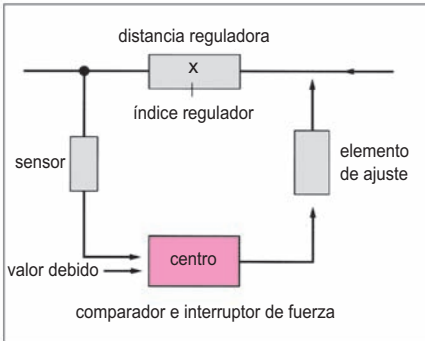 distancia reguladora
x
índice regulador
sensor
elemento
de ajuste
centro
valor debido
comparador e interruptor de fuerza